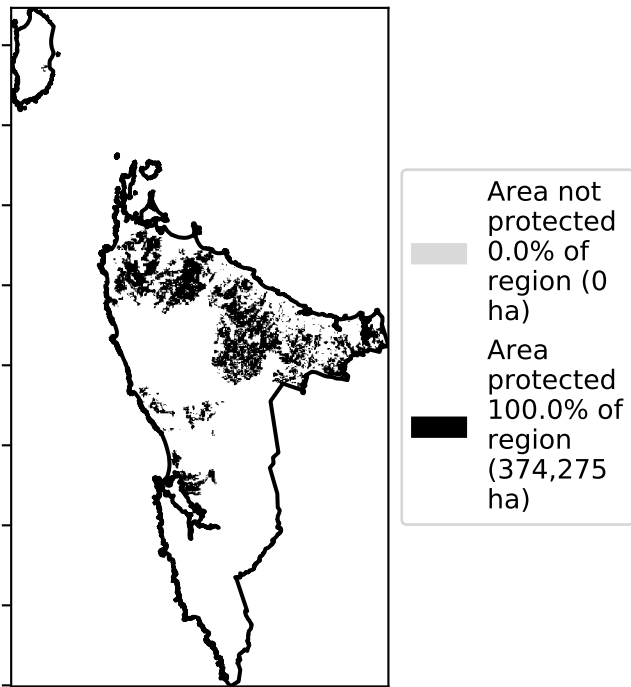 Area not
protected
0.0% of
region (0
ha)
Area
protected
100.0% of
region
(374,275
ha)